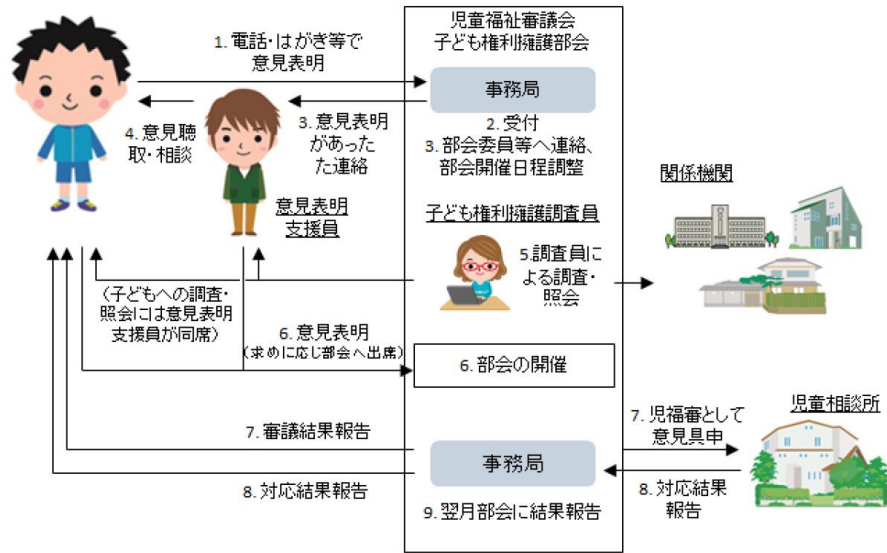 児童福祉審議会
子ども権利擁護部会
1. 電話・はがき等で
意見表明
事務局
2. 受付
3. 部会委員等へ連絡、
部会開催日程調整
3. 意見表明
があった
た連絡
4. 意見聴
取・相談
意見表明
支援員
子ども権利擁護調査員
5. 調査員に
よる調査・
照会
関係機関
(子どもへの調査・
照会には意見表明
支援員が同席)
6. 意見表明
(求めに応じ部会へ出席)
6. 部会の開催
7. 審議結果報告
8. 対応結果報告
事務局
9. 翌月部会に結果報告
7. 児福審として
意見具申
児童相談所
8. 対応結果
報告